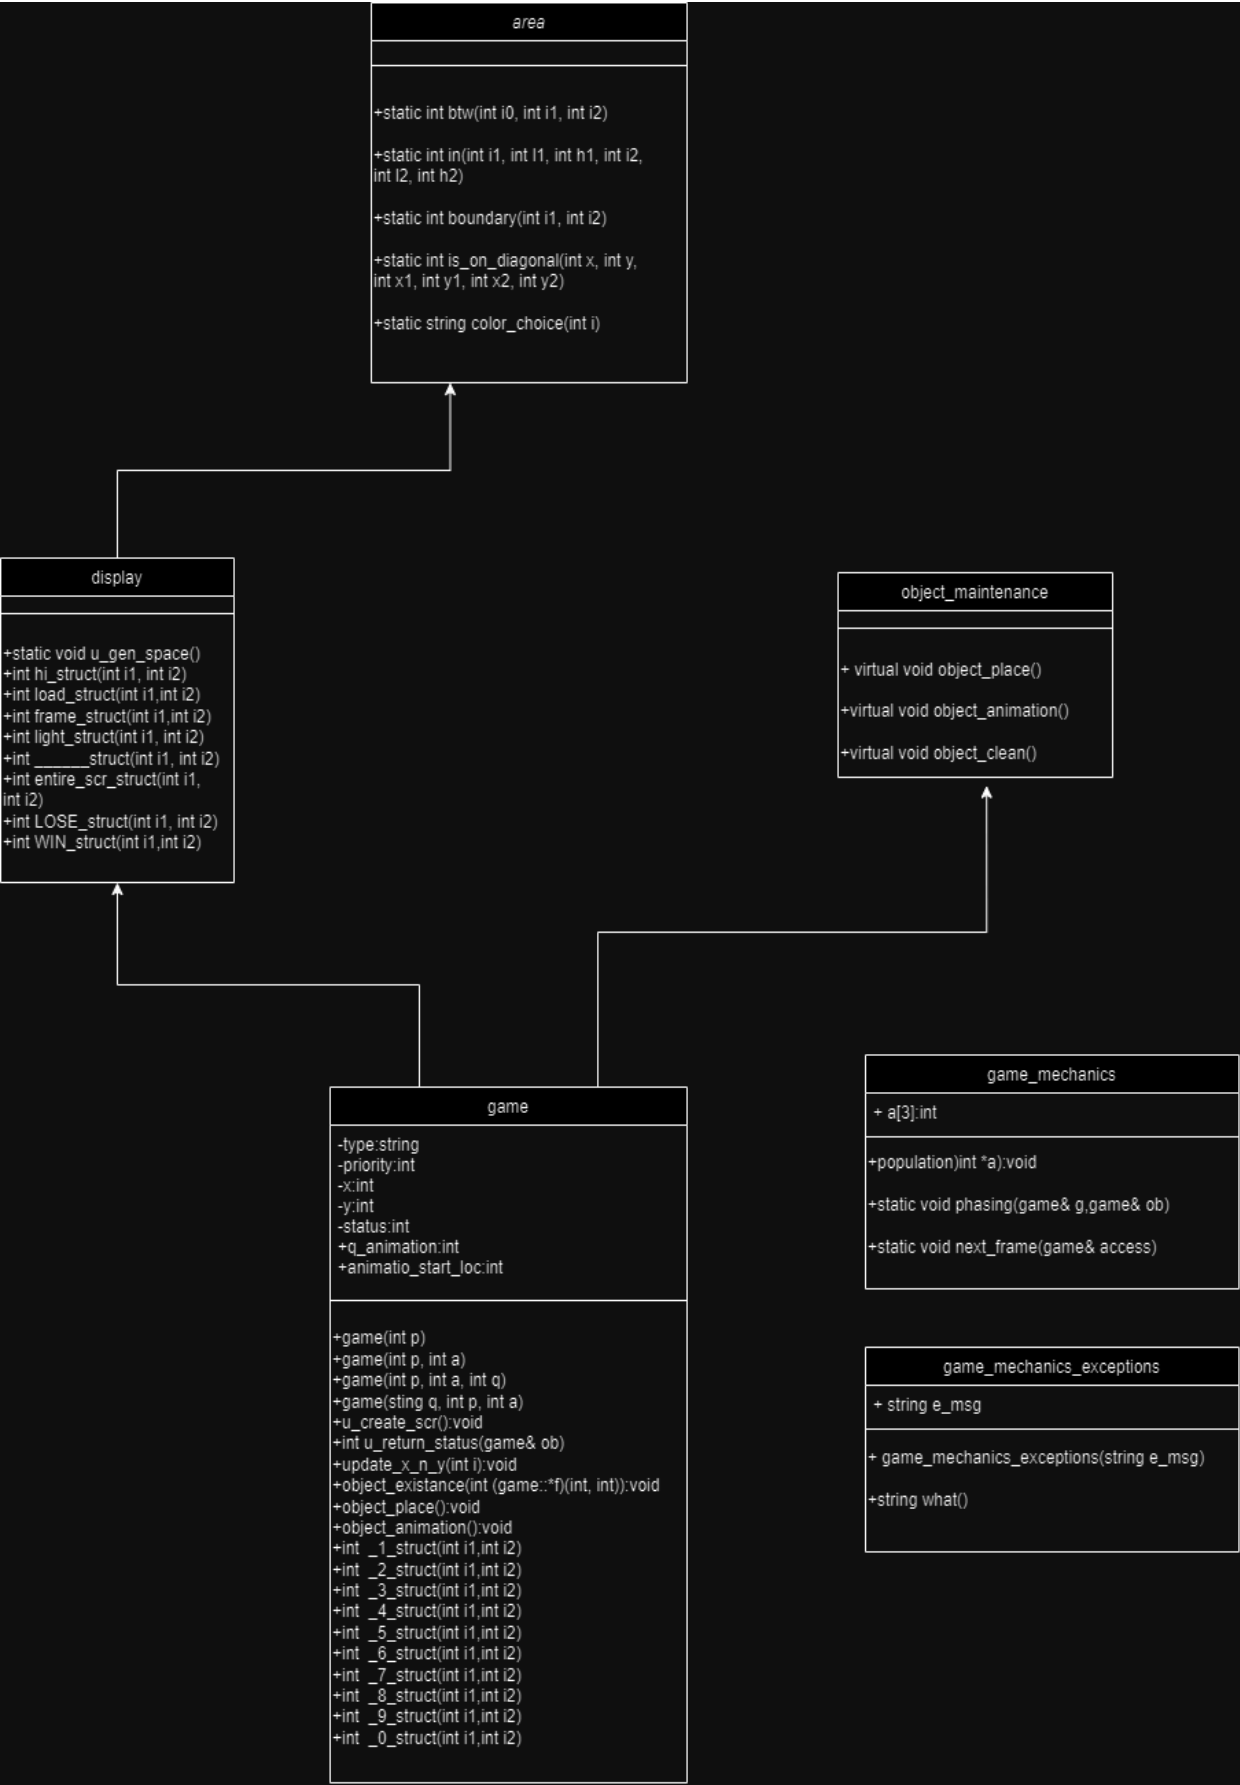 area
+static int btw(int i0, int i1, int i2)
+static int in(int i1, int l1, int h1, int i2,
int l2, int h2)
+static int boundary(int i1, int i2)
+static int is_on_diagonal(int x, int y,
int x1, int y1, int x2, int y2)
+static string color_choice(int i)
display
+static void u_gen_space()
+int hi_struct(int i1, int i2)
+int load_struct(int i1,int i2)
+int frame_struct(int i1,int i2)
+int light_struct(int i1, int i2)
+int ______struct(int i1, int i2)
+int entire_scr_struct(int i1,
int i2)
+int LOSE_struct(int i1, int i2)
+int WIN_struct(int i1,int i2)
object_maintenance
+ virtual void object_place()
+virtual void object_animation()
+virtual void object_clean()
game
-type:string
-priority:int
-x:int
-y:int
-status:int
+q_animation:int
+animatio_start_loc:int
+game(int p)
+game(int p, int a)
+game(int p, int a, int q)
+game(sting q, int p, int a)
+u_create_scr():void
+int u_return_status(game& ob)
+update_x_n_y(int i):void
+object_existance(int (game::*f)(int, int)):void
+object_place():void
+object_animation():void
+int _1_struct(int i1,int i2)
+int _2_struct(int i1,int i2)
+int _3_struct(int i1,int i2)
+int _4_struct(int i1,int i2)
+int _5_struct(int i1,int i2)
+int _6_struct(int i1,int i2)
+int _7_struct(int i1,int i2)
+int _8_struct(int i1,int i2)
+int _9_struct(int i1,int i2)
+int _0_struct(int i1,int i2)
game_mechanics
+ a[3]:int
+population)int *a):void
+static void phasing(game& g,game& ob)
+static void next_frame(game& access)
game_mechanics_exceptions
+ string e_msg
+ game_mechanics_exceptions(string e_msg)
+string what()